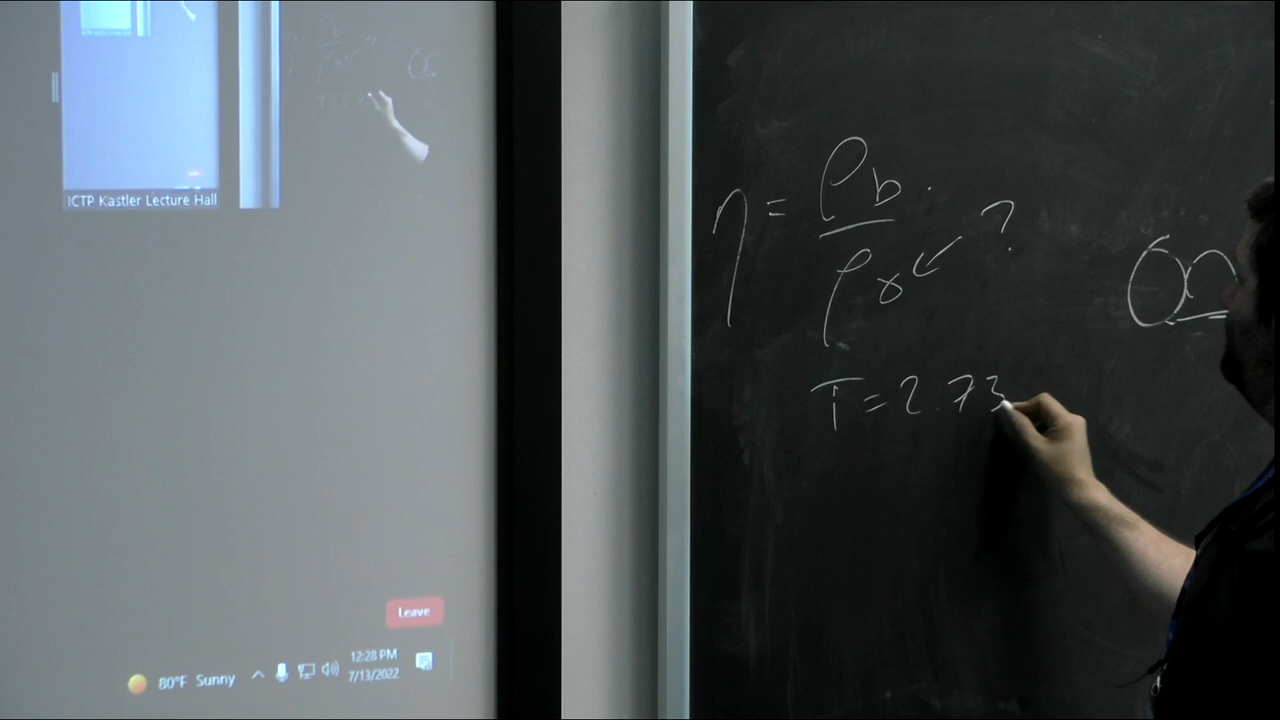 ICTP Kastler Lecture Hall
Leave
80°F Sunny
12:28 PM
7/13/2022
η = ρb / ργ ?
T = 2.73